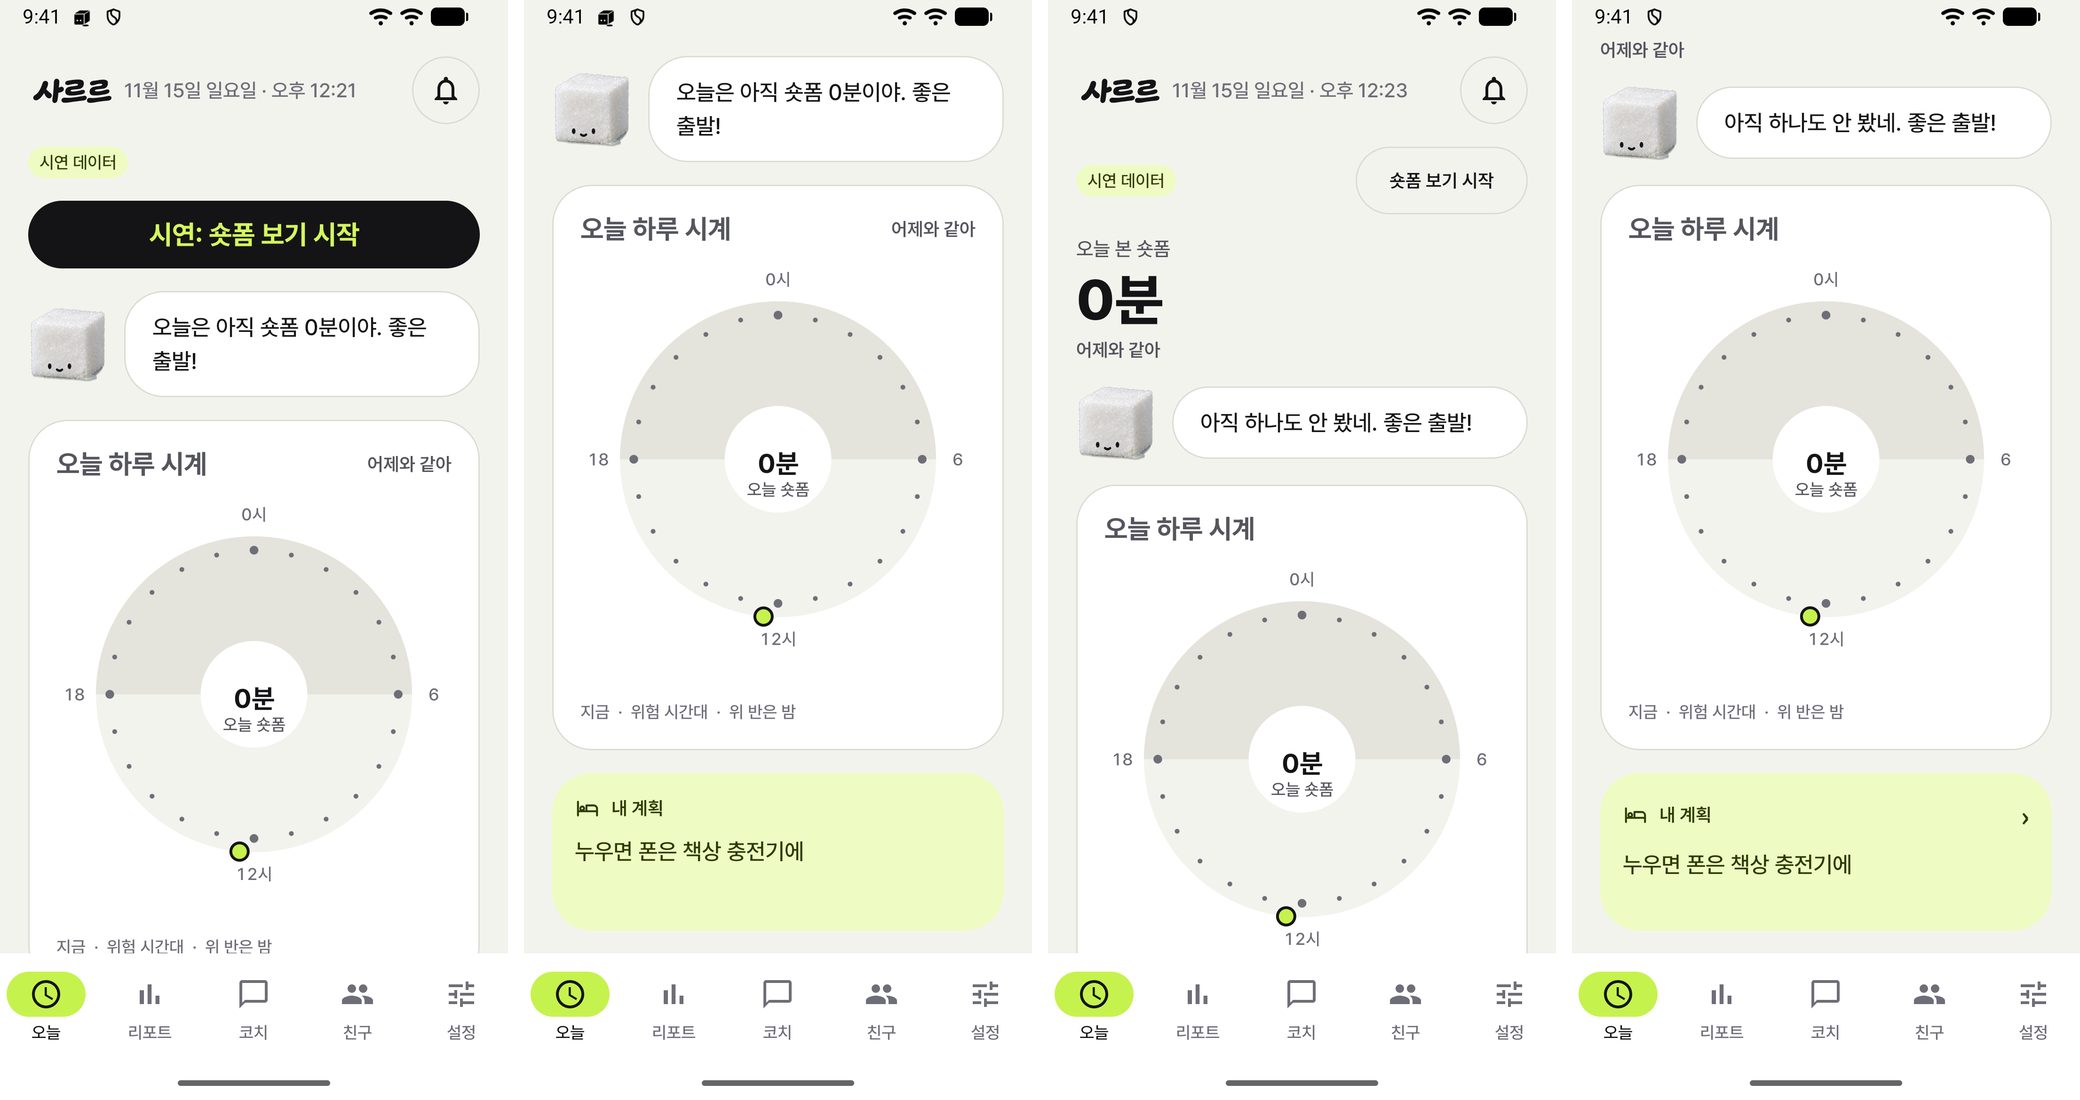 9:41
사르르 11월 15일 일요일 · 오후 12:21
시연 데이터
시연: 숏폼 보기 시작
오늘은 아직 숏폼 0분이야. 좋은
출발!
오늘 하루 시계 어제와 같아
0시
18
0분
오늘 숏폼
6
12시
지금 · 위험 시간대 · 위 반은 밤
오늘 리포트 코치 친구 설정
9:41
오늘은 아직 숏폼 0분이야. 좋은
출발!
오늘 하루 시계 어제와 같아
0시
18
0분
오늘 숏폼
6
12시
지금 · 위험 시간대 · 위 반은 밤
내 계획
누우면 폰은 책상 충전기에
오늘 리포트 코치 친구 설정
9:41
사르르 11월 15일 일요일 · 오후 12:23
시연 데이터 숏폼 보기 시작
오늘 본 숏폼
0분
어제와 같아
아직 하나도 안 봤네. 좋은 출발!
오늘 하루 시계
0시
18
0분
오늘 숏폼
6
12시
오늘 리포트 코치 친구 설정
9:41
어제와 같아
아직 하나도 안 봤네. 좋은 출발!
오늘 하루 시계
0시
18
0분
오늘 숏폼
6
12시
지금 · 위험 시간대 · 위 반은 밤
내 계획
누우면 폰은 책상 충전기에
오늘 리포트 코치 친구 설정